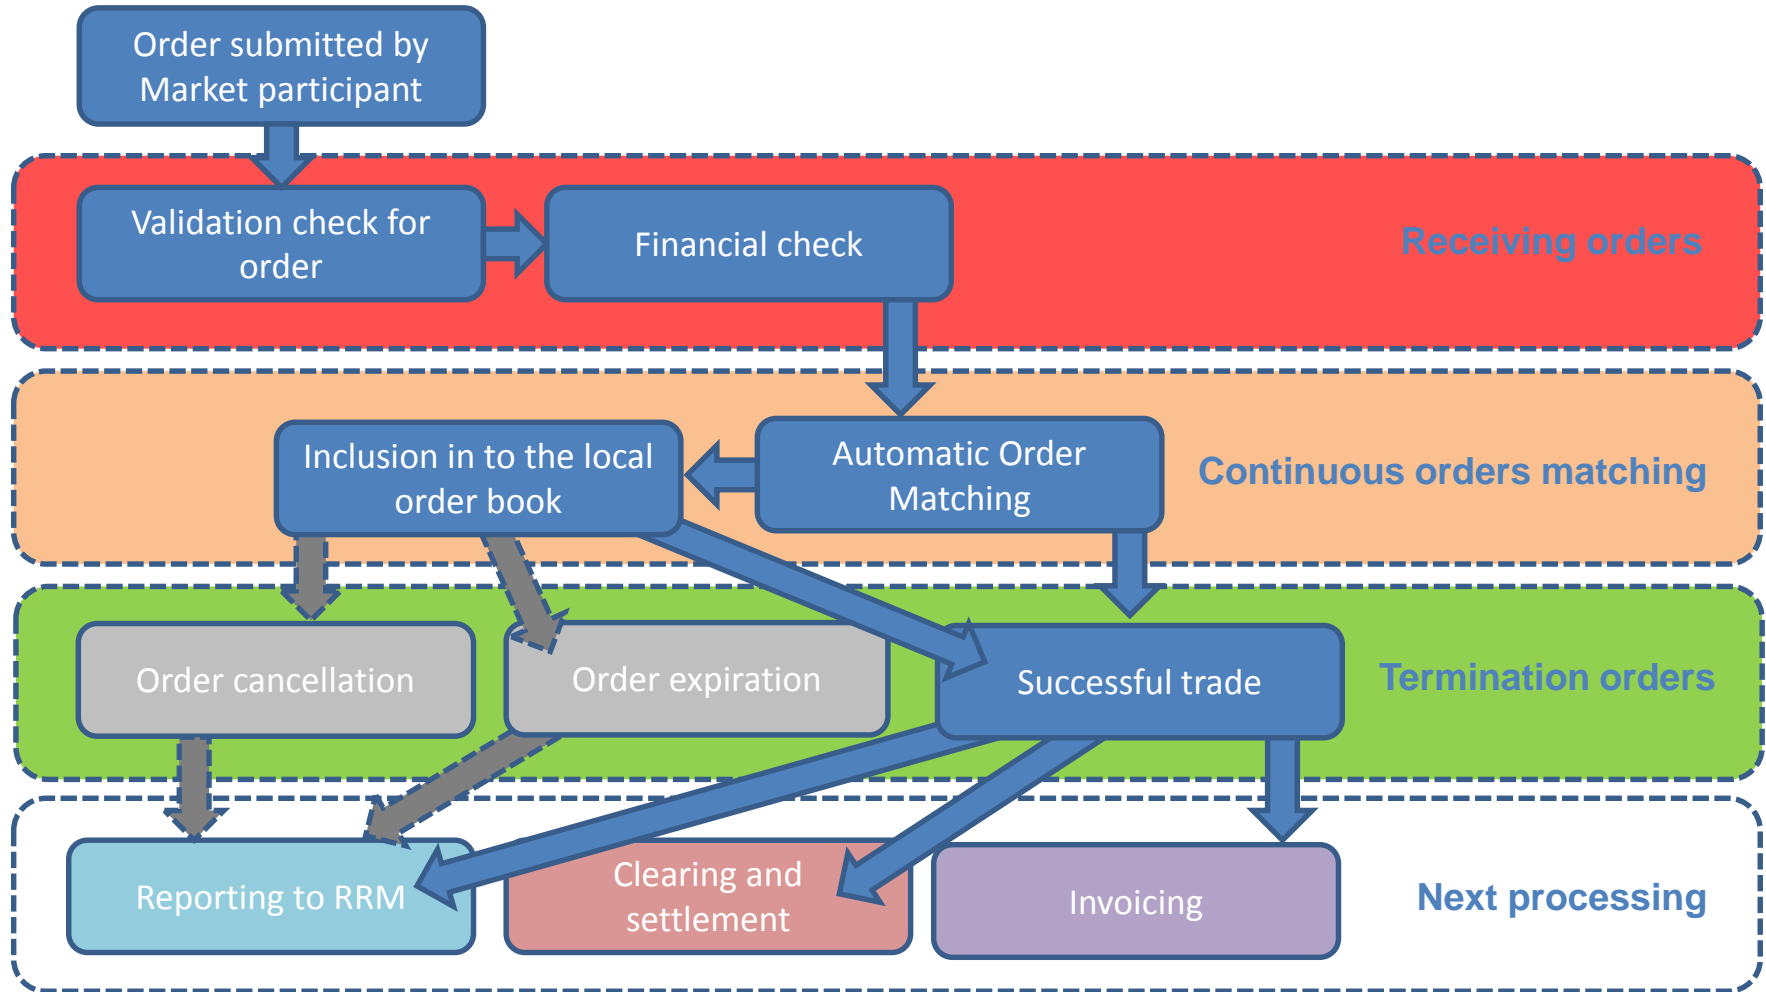 Order submitted by
Market participant
Validation check for
order
Financial check
Receiving orders
Inclusion in to the local
order book
Automatic Order
Matching
Continuous orders matching
Order cancellation
Order expiration
Successful trade
Termination orders
Reporting to RRM
Clearing and
settlement
Invoicing
Next processing